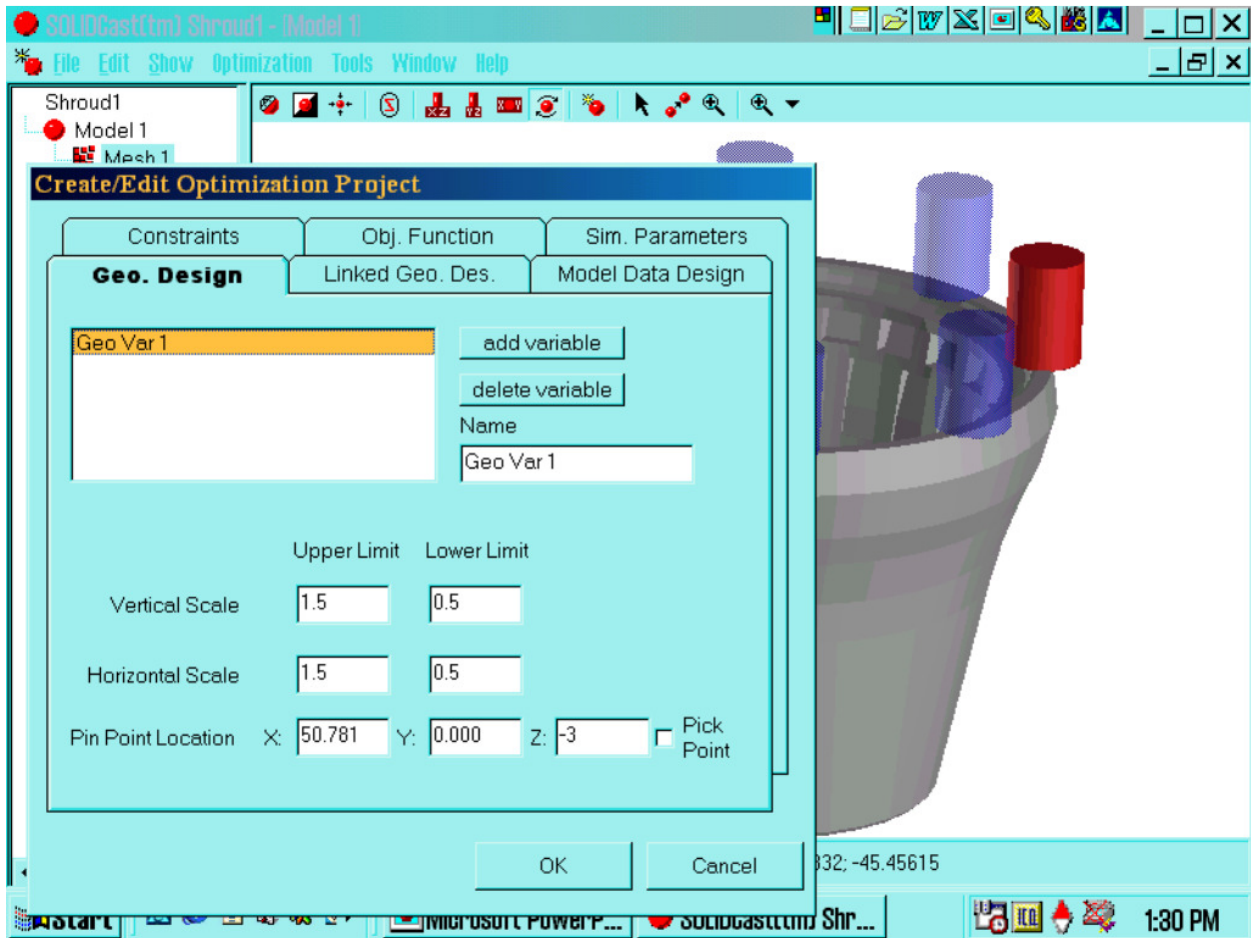 SOLIDCast(tm) Shroud1 - [Model 1]
File Edit Show Optimization Tools Window Help
Shroud1
Model 1
Mesh 1
XZ YZ
Create/Edit Optimization Project
Constraints Obj. Function Sim. Parameters
Geo. Design Linked Geo. Des. Model Data Design
Geo Var 1
add variable
delete variable
Name
Geo Var 1
Upper Limit Lower Limit
Vertical Scale 1.5 0.5
Horizontal Scale 1.5 0.5
Pin Point Location X: 50.781 Y: 0.000 Z: -3 Pick Point
OK Cancel
332; -45.45615
Start Microsoft PowerP... SOLIDCast(tm) Shr... 1:30 PM